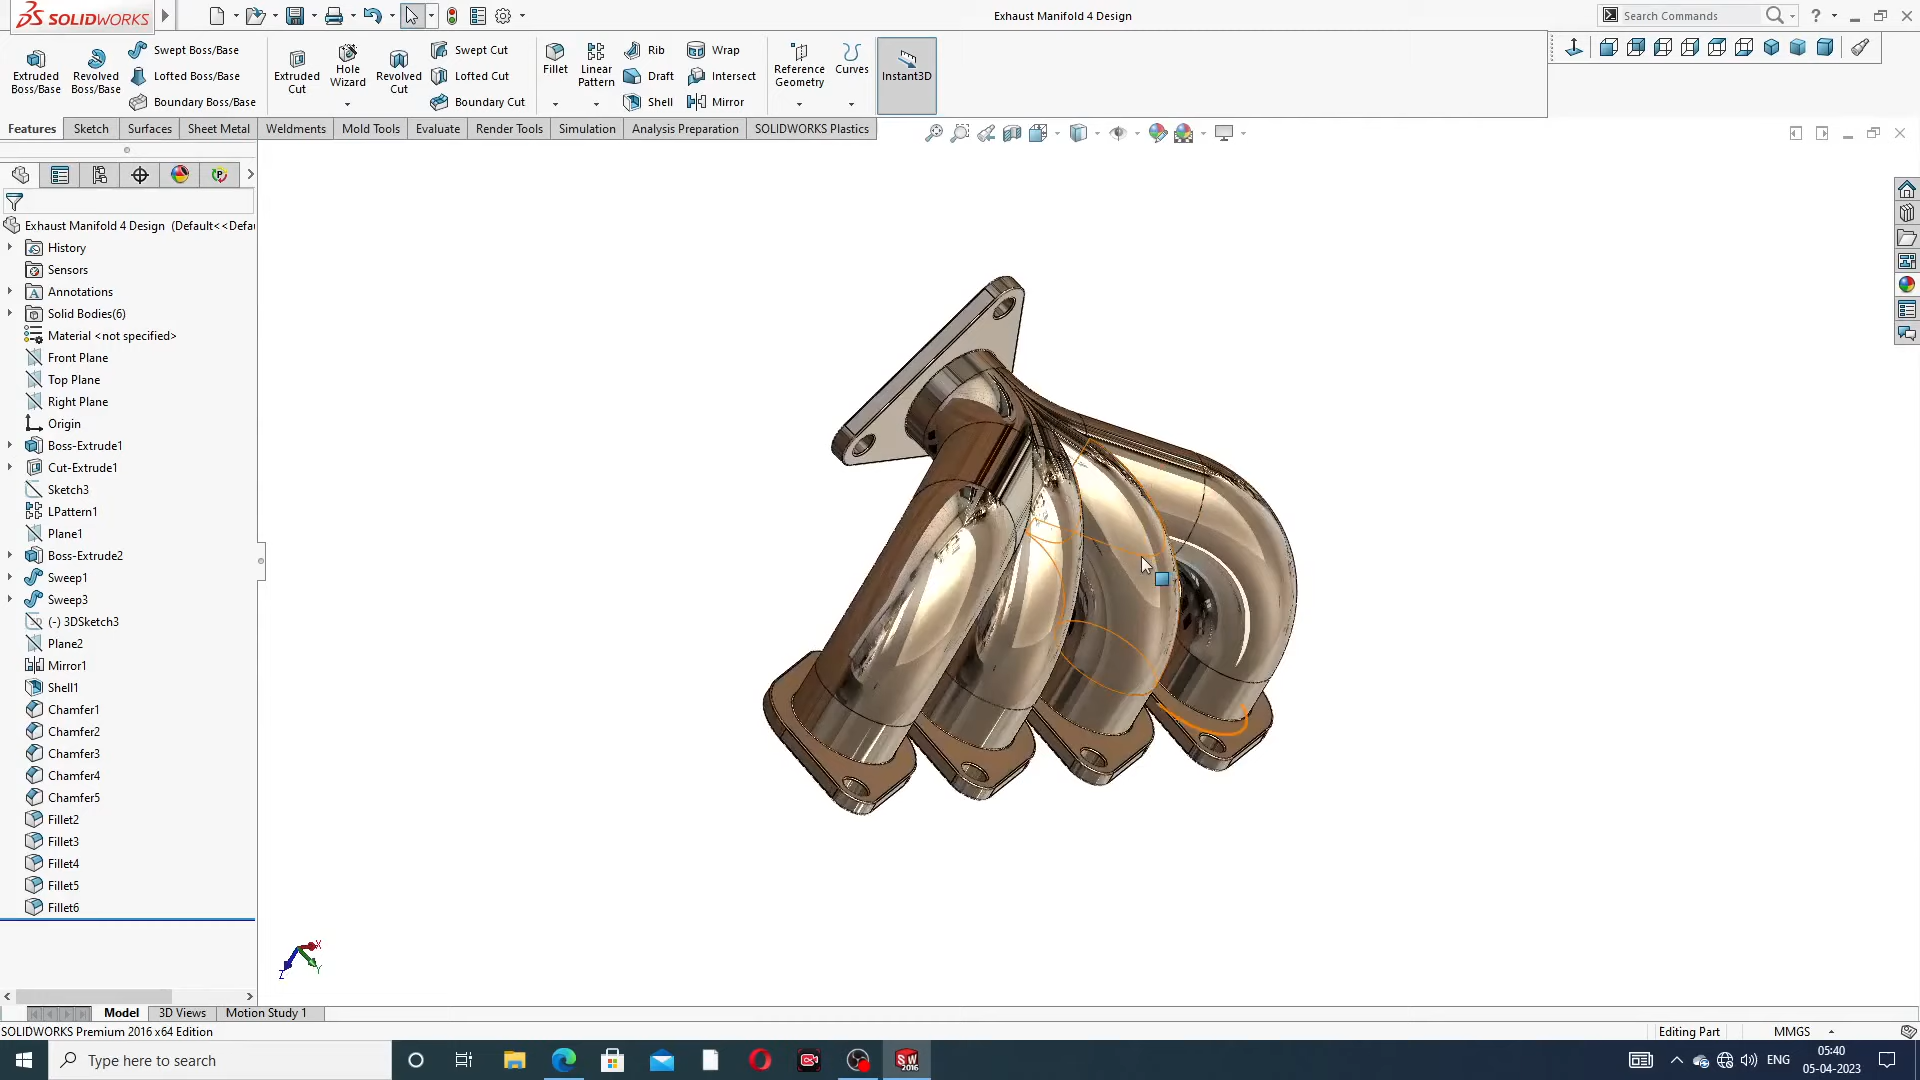 SOLIDWORKS
Exhaust Manifold 4 Design
Search Commands
Extruded Boss/Base
Revolved Boss/Base
Swept Boss/Base
Lofted Boss/Base
Boundary Boss/Base
Extruded Cut
Hole Wizard
Revolved Cut
Swept Cut
Lofted Cut
Boundary Cut
Fillet
Linear Pattern
Rib
Draft
Shell
Wrap
Intersect
Mirror
Reference Geometry
Curves
Instant3D
Features
Sketch
Surfaces
Sheet Metal
Weldments
Mold Tools
Evaluate
Render Tools
Simulation
Analysis Preparation
SOLIDWORKS Plastics
Exhaust Manifold 4 Design (Default<<Defa
History
Sensors
Annotations
Solid Bodies(6)
Material <not specified>
Front Plane
Top Plane
Right Plane
Origin
Boss-Extrude1
Cut-Extrude1
Sketch3
LPattern1
Plane1
Boss-Extrude2
Sweep1
Sweep3
(-) 3DSketch3
Plane2
Mirror1
Shell1
Chamfer1
Chamfer2
Chamfer3
Chamfer4
Chamfer5
Fillet2
Fillet3
Fillet4
Fillet5
Fillet6
X
Y
Z
Model
3D Views
Motion Study 1
SOLIDWORKS Premium 2016 x64 Edition
Editing Part
MMGS
Type here to search
SW
2016
ENG
05:40
05-04-2023